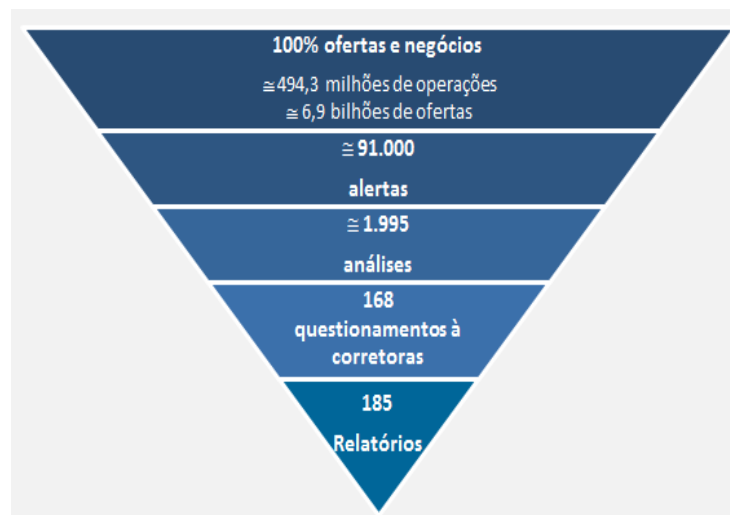 100% ofertas e negócios
≅494,3 milhões de operações
≅ 6,9 bilhões de ofertas
≅ 91.000
alertas
≅ 1.995
análises
168
questionamentos à
corretoras
185
Relatórios